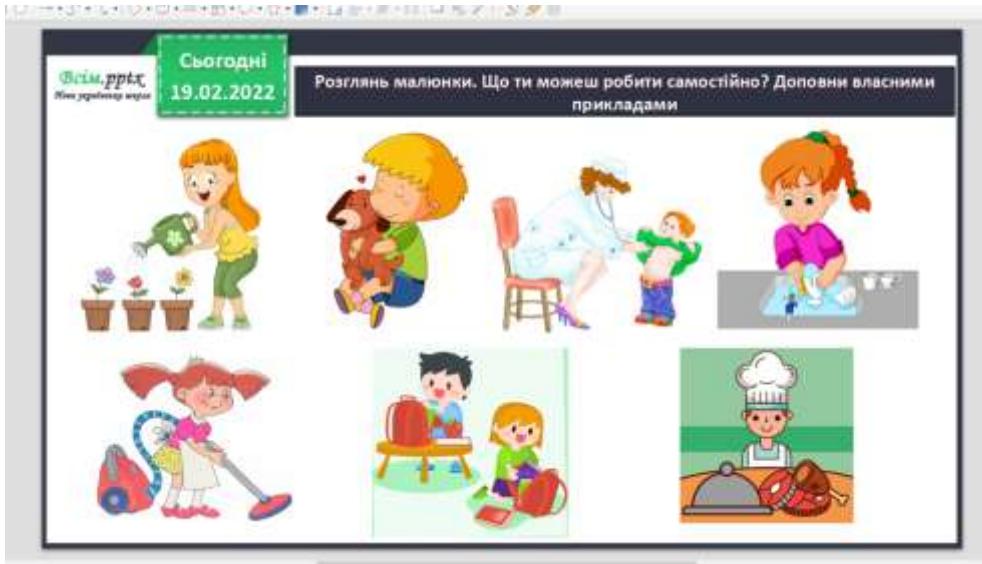 Всім.pptx
Нова українська школа
Сьогодні
19.02.2022
Розглянь малюнки. Що ти можеш робити самостійно? Доповни власними
прикладами